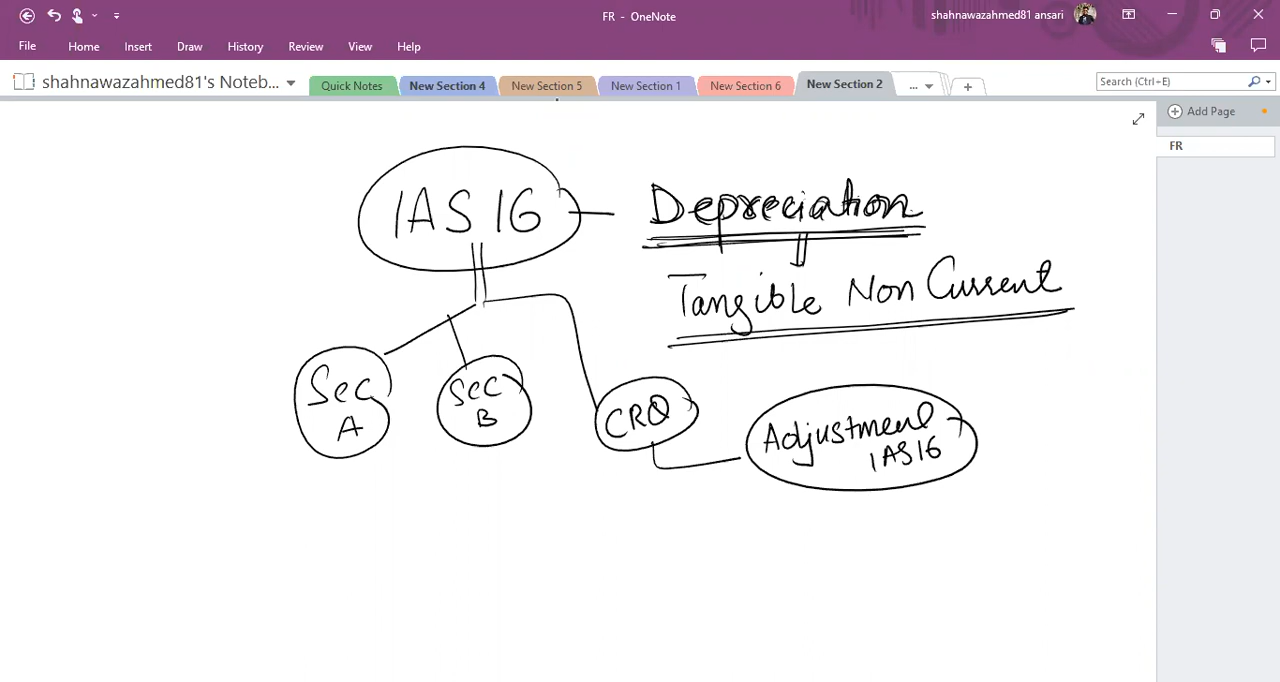 FR - OneNote
shahnawazahmed81 ansari
File Home Insert Draw History Review View Help
shahnawazahmed81's Noteb...
Quick Notes New Section 4 New Section 5 New Section 1 New Section 6 New Section 2 ...
Search (Ctrl+E)
Add Page
FR
IAS 16
Depreciation
Tangible Non Current
Sec A
Sec B
CRQ
Adjustment
IAS 16